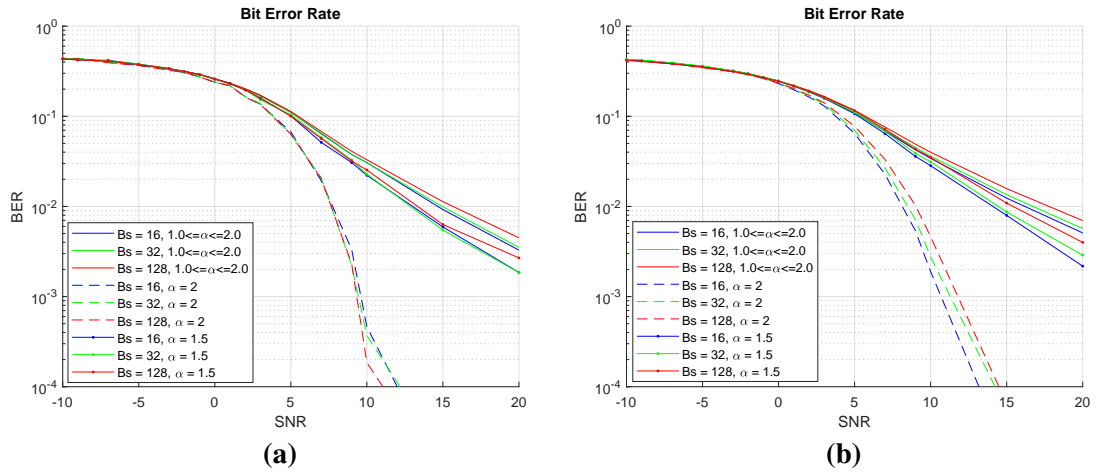 Bit Error Rate
10^0
10^-1
10^-2
10^-3
10^-4
BER
-10 -5 0 5 10 15 20
SNR
Bs = 16, 1.0<=α<=2.0
Bs = 32, 1.0<=α<=2.0
Bs = 128, 1.0<=α<=2.0
Bs = 16, α = 2
Bs = 32, α = 2
Bs = 128, α = 2
Bs = 16, α = 1.5
Bs = 32, α = 1.5
Bs = 128, α = 1.5
(a)
Bit Error Rate
10^0
10^-1
10^-2
10^-3
10^-4
BER
-10 -5 0 5 10 15 20
SNR
Bs = 16, 1.0<=α<=2.0
Bs = 32, 1.0<=α<=2.0
Bs = 128, 1.0<=α<=2.0
Bs = 16, α = 2
Bs = 32, α = 2
Bs = 128, α = 2
Bs = 16, α = 1.5
Bs = 32, α = 1.5
Bs = 128, α = 1.5
(b)